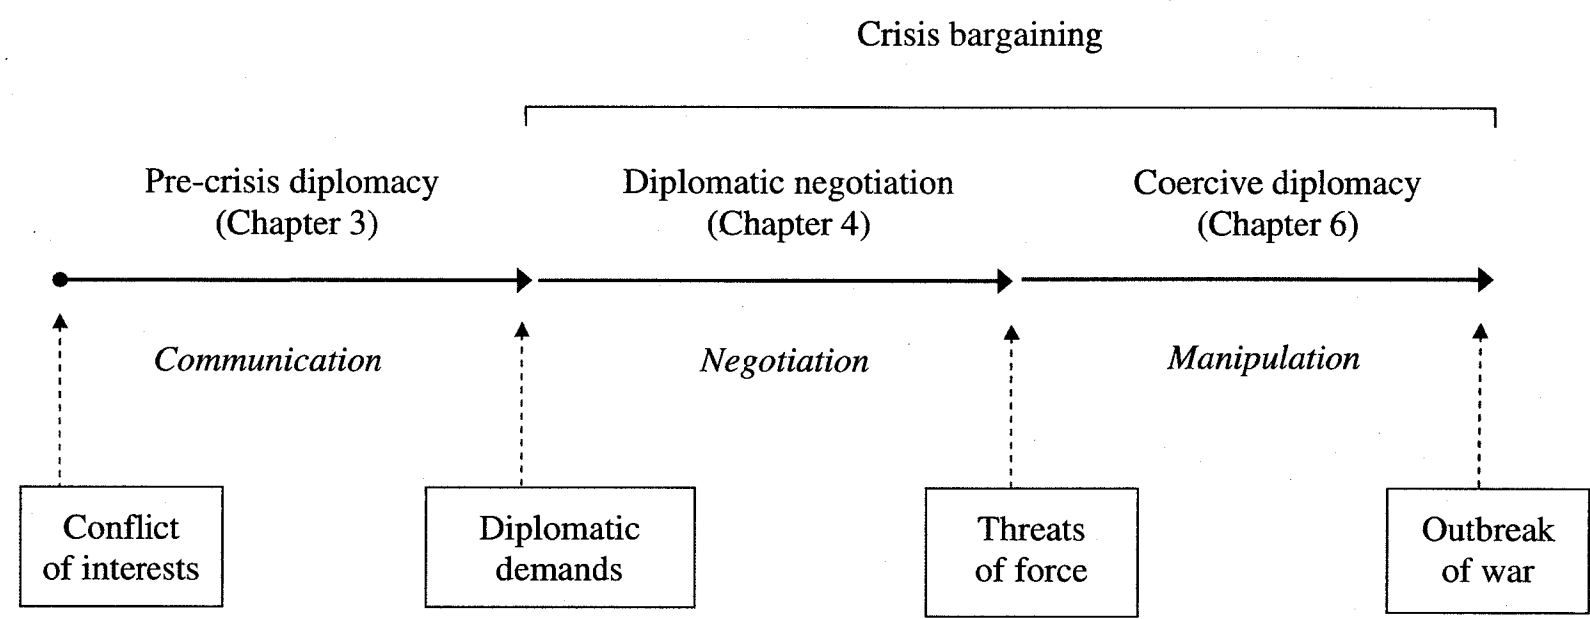 Crisis bargaining
Pre-crisis diplomacy
(Chapter 3)
Diplomatic negotiation
(Chapter 4)
Coercive diplomacy
(Chapter 6)
Communication
Negotiation
Manipulation
Conflict
of interests
Diplomatic
demands
Threats
of force
Outbreak
of war